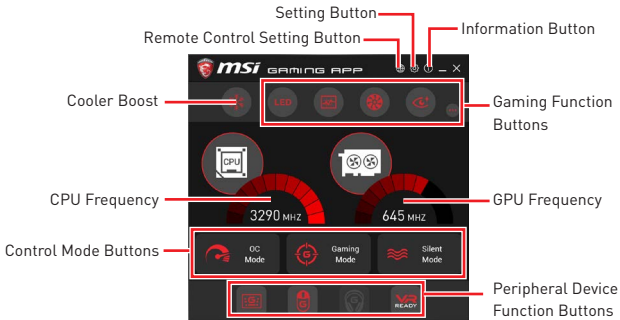 Setting Button
Remote Control Setting Button
Information Button
msi GAMING APP
Cooler Boost
LED
Gaming Function
Buttons
CPU
CPU Frequency
GPU Frequency
3290 MHZ
645 MHZ
Control Mode Buttons
OC
Mode
Gaming
Mode
Silent
Mode
VR
READY
Peripheral Device
Function Buttons